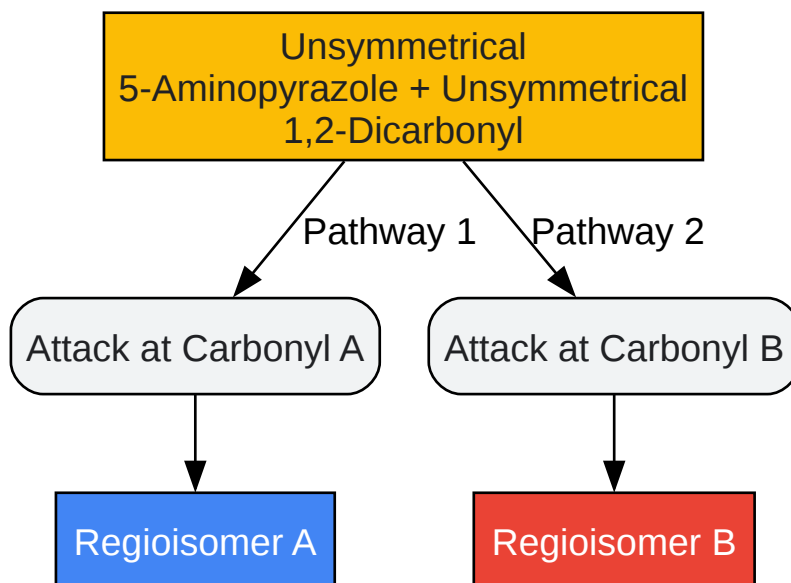 Unsymmetrical
5-Aminopyrazole + Unsymmetrical
1,2-Dicarbonyl
Pathway 1
Pathway 2
Attack at Carbonyl A
Attack at Carbonyl B
Regioisomer A
Regioisomer B